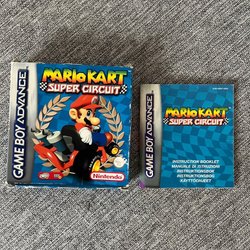 GAME BOY ADVANCE
MARIO KART
SUPER CIRCUIT
Nintendo
GAME BOY ADVANCE
MARIO KART
SUPER CIRCUIT
INSTRUCTION BOOKLET
MANUALE DI ISTRUZIONI
INSTRUKTIONSBOK
INSTRUKTIONSBOG
KÄYTTÖOHJEET